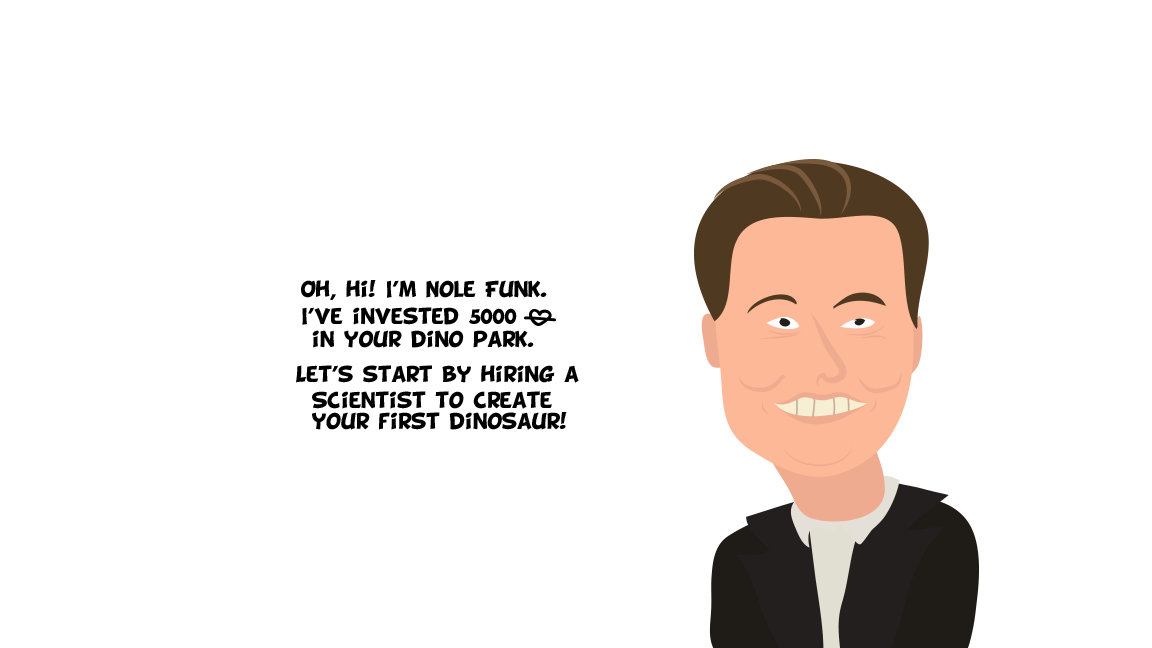 OH, Hi! I'M NOLE FUNK.
I'VE iNVESTED 5000
iN YOUR DiNO PARK.
LET'S START BY HiRiNG A
SCiENTiST TO CREATE
YOUR FiRST DiNOSAUR!